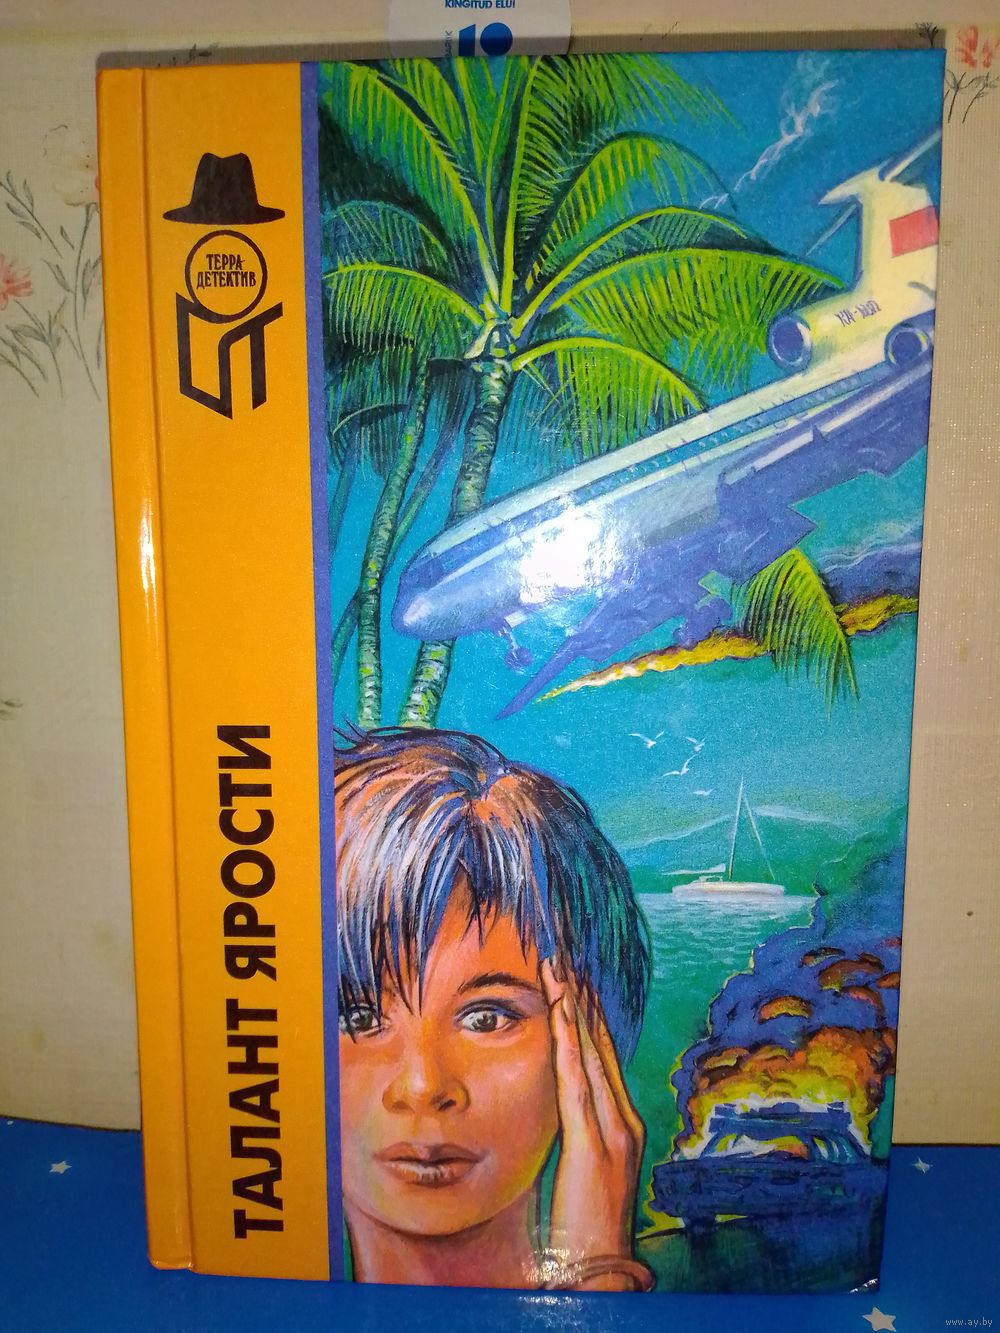 KINGITUD ELU!
10
ТЕРРА
ДЕТЕКТИВ
ТАЛАНТ ЯРОСТИ
www.ay.by